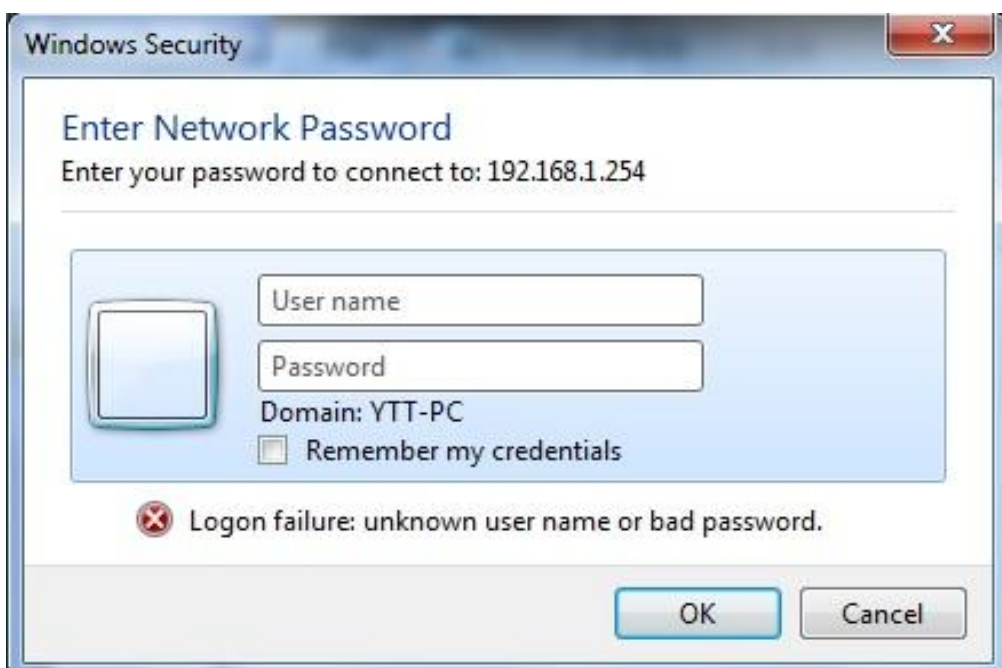 Windows Security
Enter Network Password
Enter your password to connect to: 192.168.1.254
User name
Password
Domain: YTT-PC
Remember my credentials
Logon failure: unknown user name or bad password.
OK
Cancel